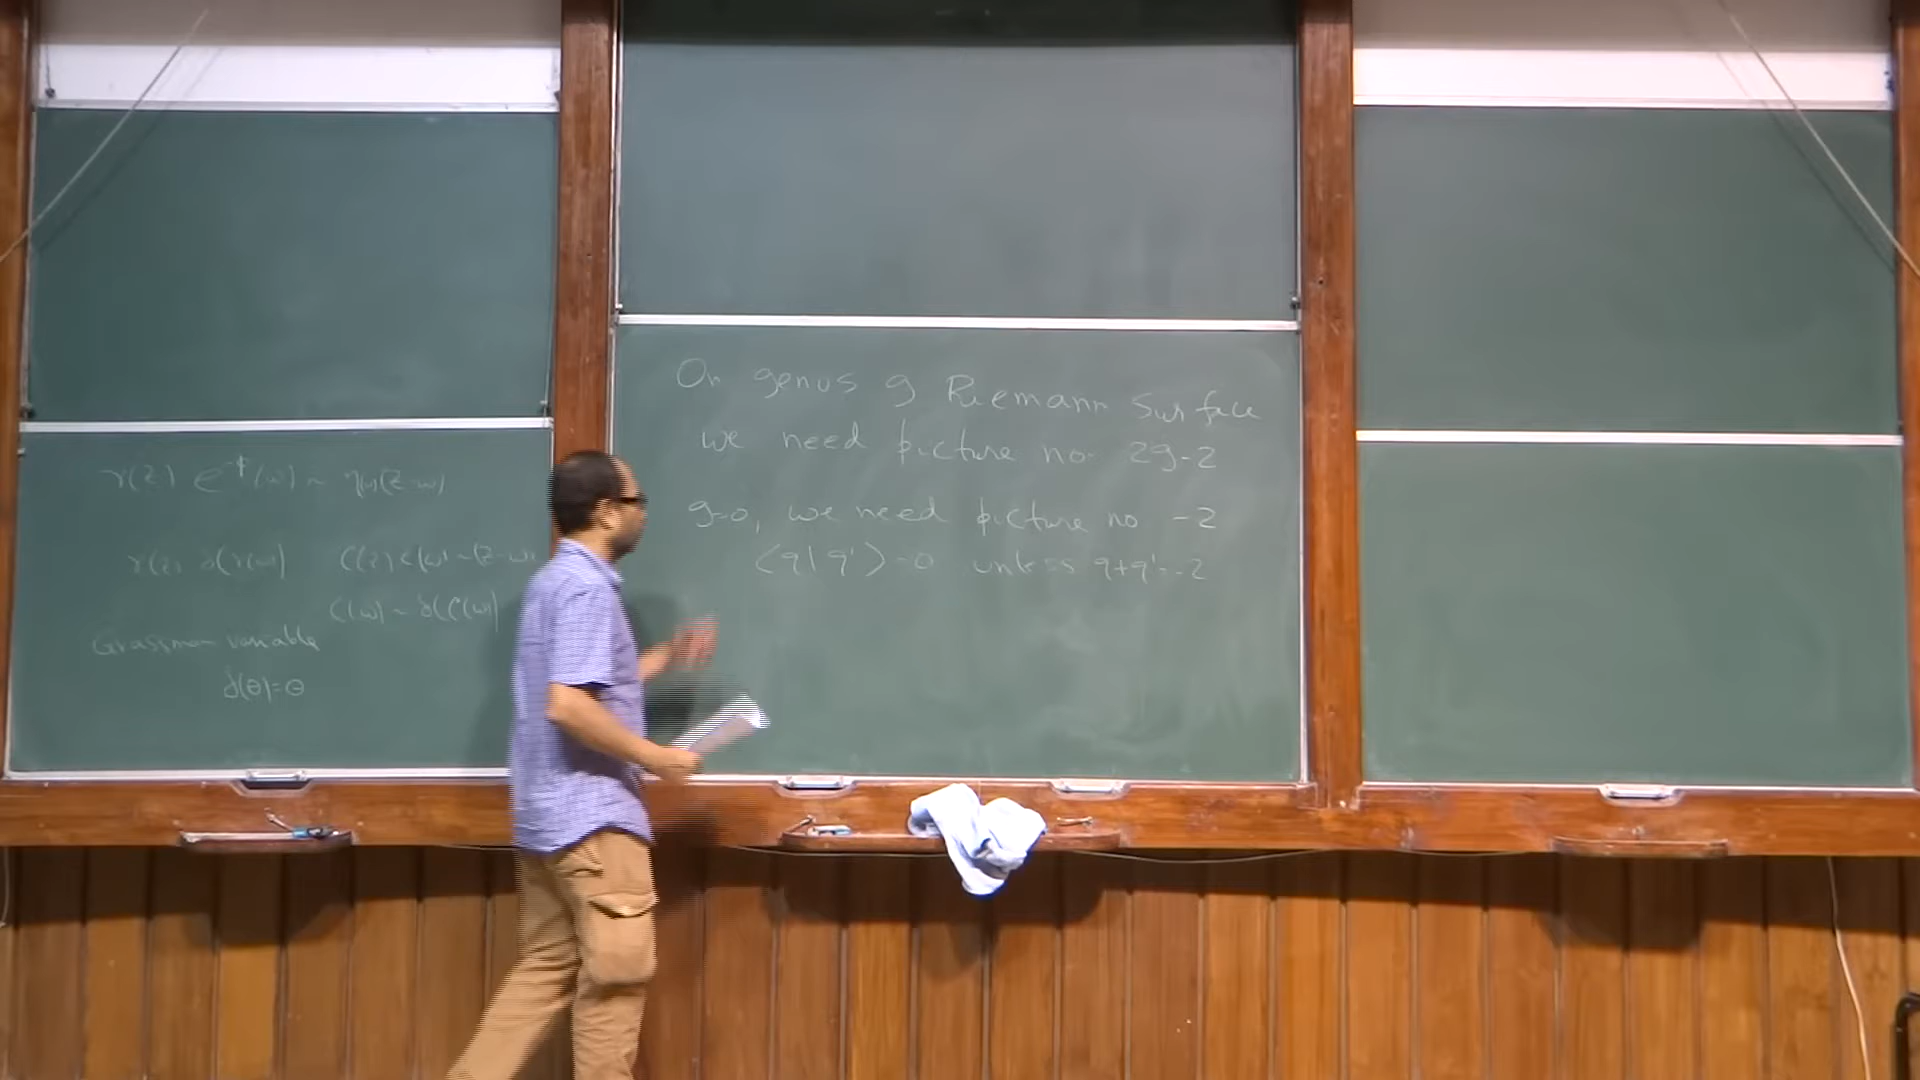 γ(z) e^{-φ}(w) ~ η(w)(z-w)
γ(z) δ(γ(w)) C(z) C(w) ~ (z-w)
C(w) ~ δ(C(w))
Grassman variable
δ(θ)=θ
On genus g Riemann Surface
we need picture no. 2g-2
g=0, we need picture no -2
<q|q'> =0 unless q+q'=-2